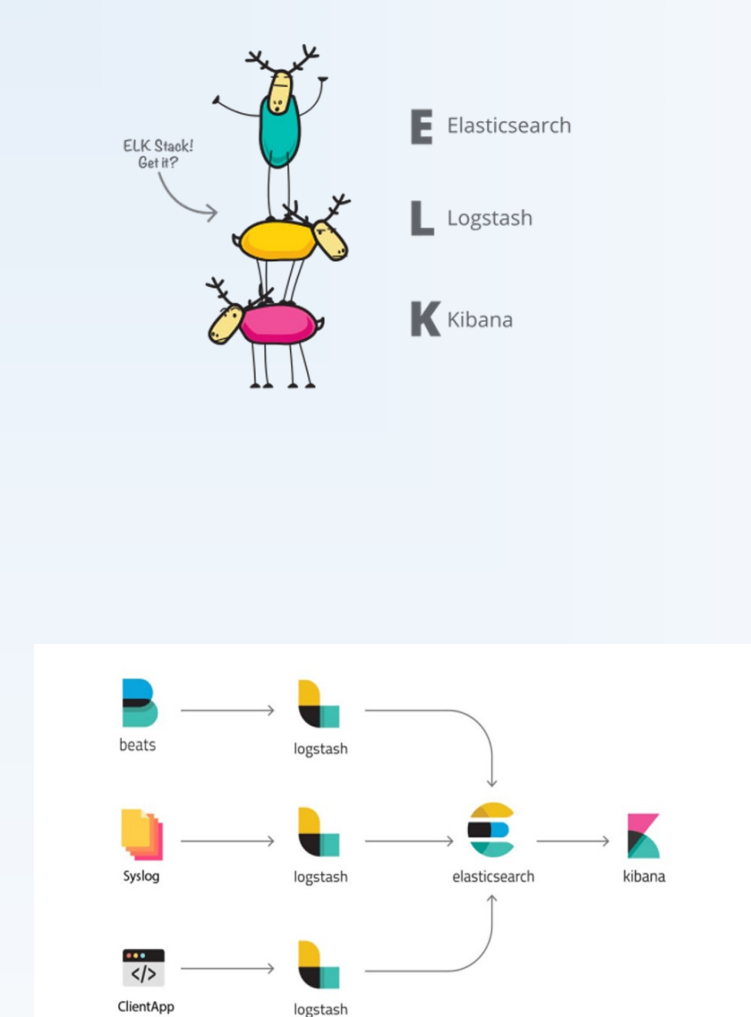 ELK Stack!
Get it?
E Elasticsearch
L Logstash
K Kibana
beats
logstash
Syslog
logstash
elasticsearch
kibana
</>
ClientApp
logstash